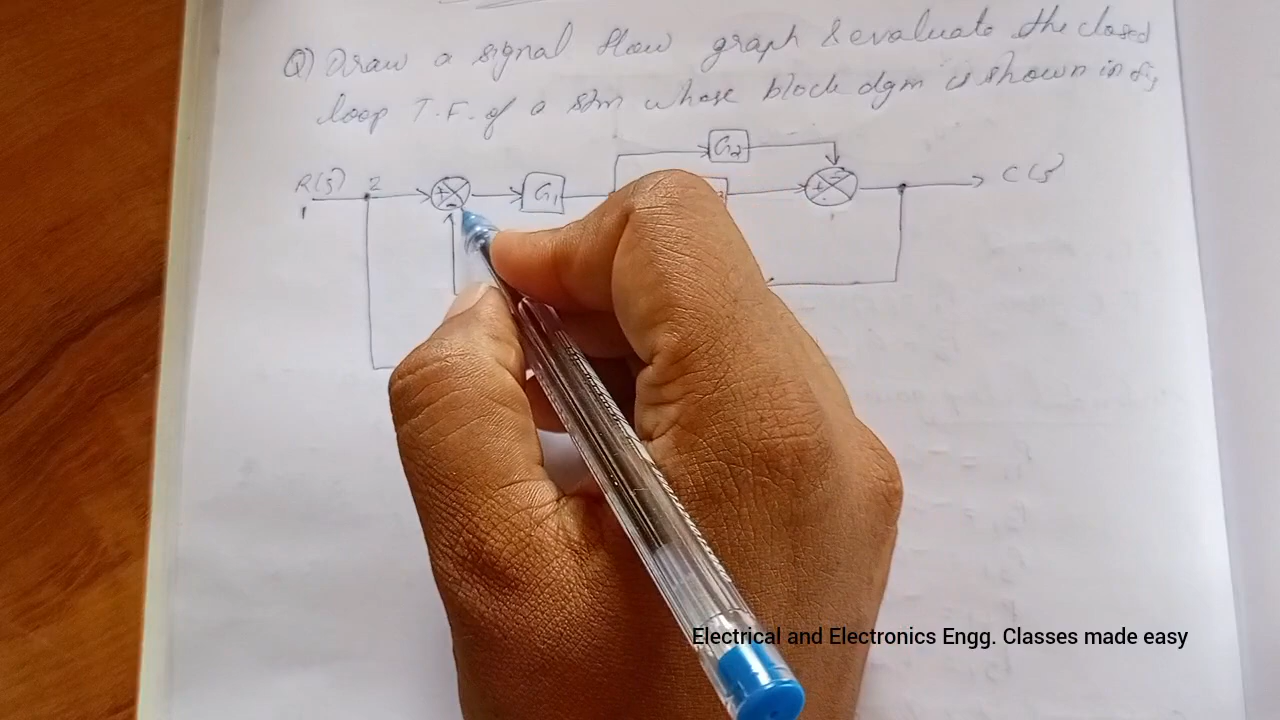 Q) Draw a signal flow graph & evaluate the closed
loop T.F. of a s/m whose block dgm is shown in fig
G2
R(s) 2 G1 C(s)
1
Electrical and Electronics Engg. Classes made easy